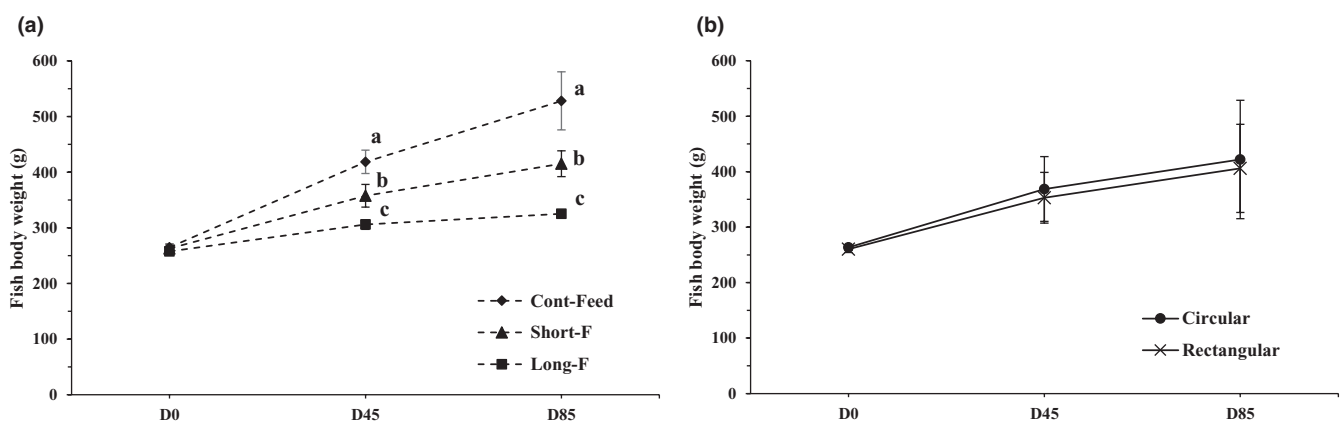 (a)
600
500
400
300
200
100
0
Fish body weight (g)
a
a
b
b
c
c
Cont-Feed
Short-F
Long-F
D0 D45 D85
(b)
600
500
400
300
200
100
0
Fish body weight (g)
Circular
Rectangular
D0 D45 D85